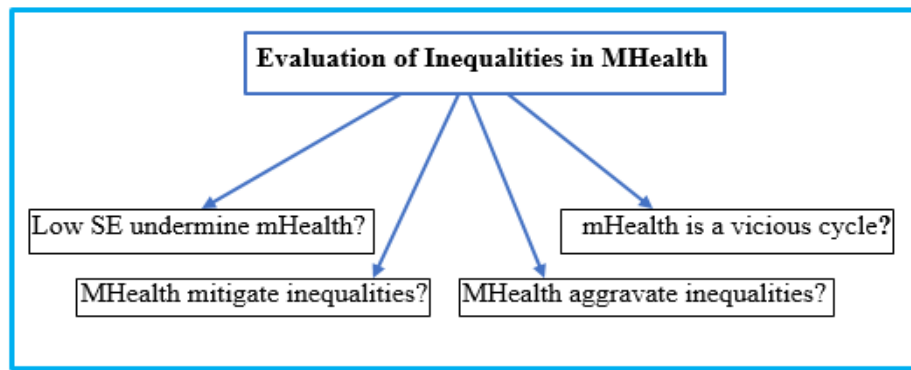 Evaluation of Inequalities in MHealth
Low SE undermine mHealth?
mHealth is a vicious cycle?
MHealth mitigate inequalities?
MHealth aggravate inequalities?